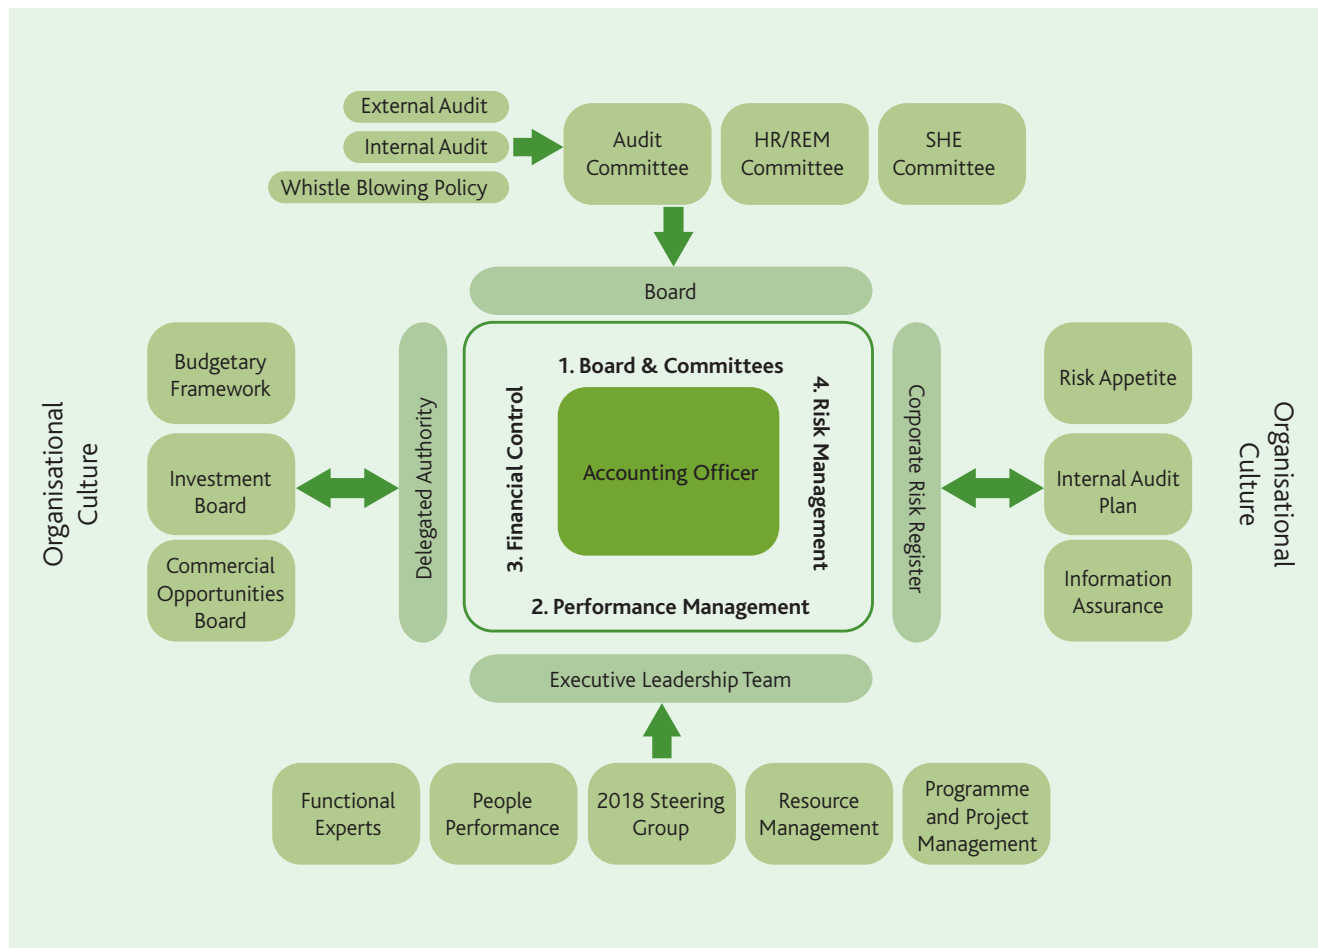 External Audit
Internal Audit
Whistle Blowing Policy
Audit
Committee
HR/REM
Committee
SHE
Committee
Board
Organisational
Culture
Budgetary
Framework
Investment
Board
Commercial
Opportunities
Board
Delegated Authority
1. Board & Committees
3. Financial Control
Accounting Officer
4. Risk Management
2. Performance Management
Corporate Risk Register
Risk Appetite
Internal Audit
Plan
Information
Assurance
Organisational
Culture
Executive Leadership Team
Functional
Experts
People
Performance
2018 Steering
Group
Resource
Management
Programme
and Project
Management